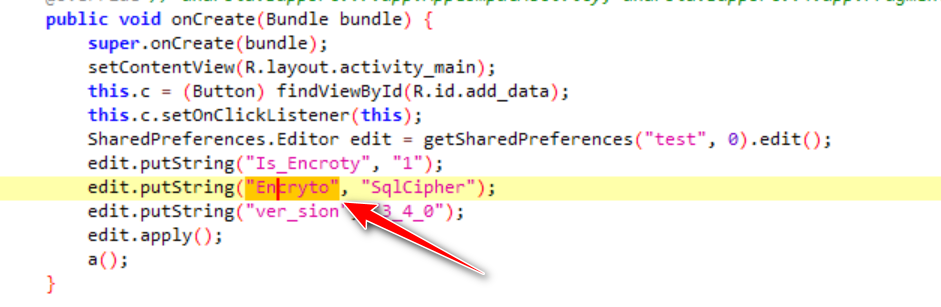 public void onCreate(Bundle bundle) {
super.onCreate(bundle);
setContentView(R.layout.activity_main);
this.c = (Button) findViewById(R.id.add_data);
this.c.setOnClickListener(this);
SharedPreferences.Editor edit = getSharedPreferences("test", 0).edit();
edit.putString("Is_Encroty", "1");
edit.putString("Encryto", "SqlCipher");
edit.putString("ver_sion", "3_4_0");
edit.apply();
a();
}